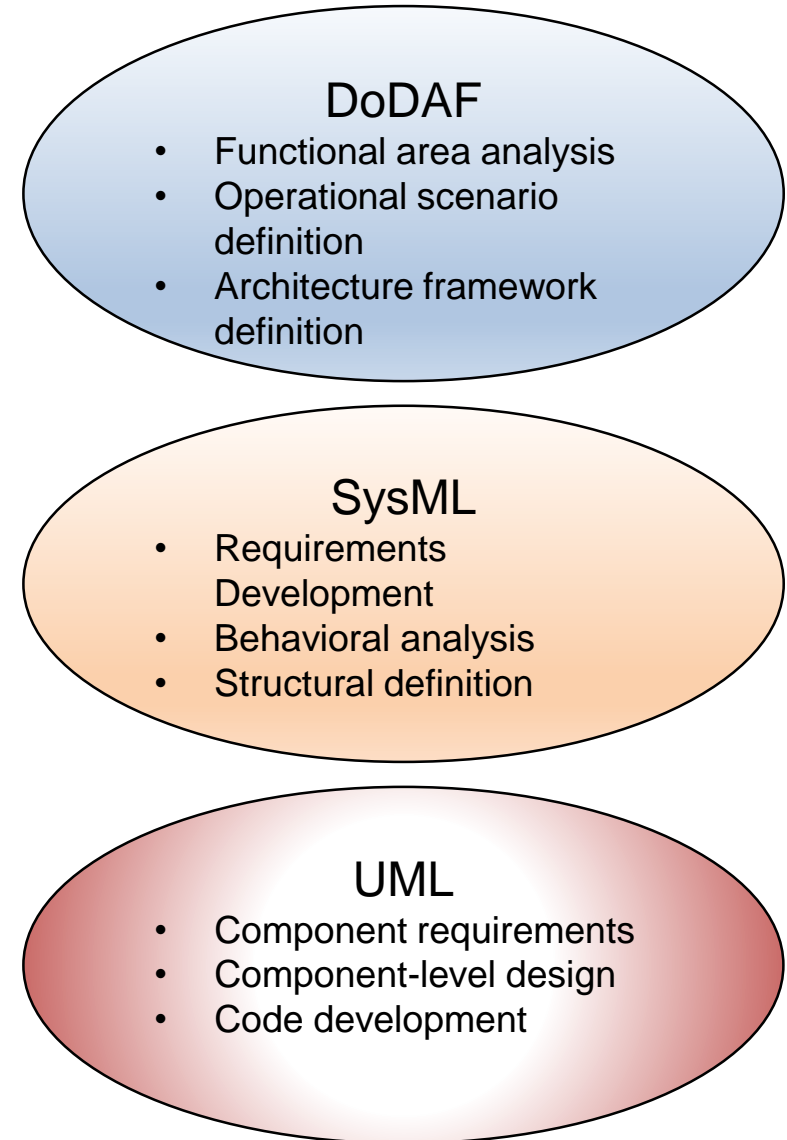 DoDAF
• Functional area analysis
• Operational scenario
definition
• Architecture framework
definition
SysML
• Requirements
Development
• Behavioral analysis
• Structural definition
UML
• Component requirements
• Component-level design
• Code development